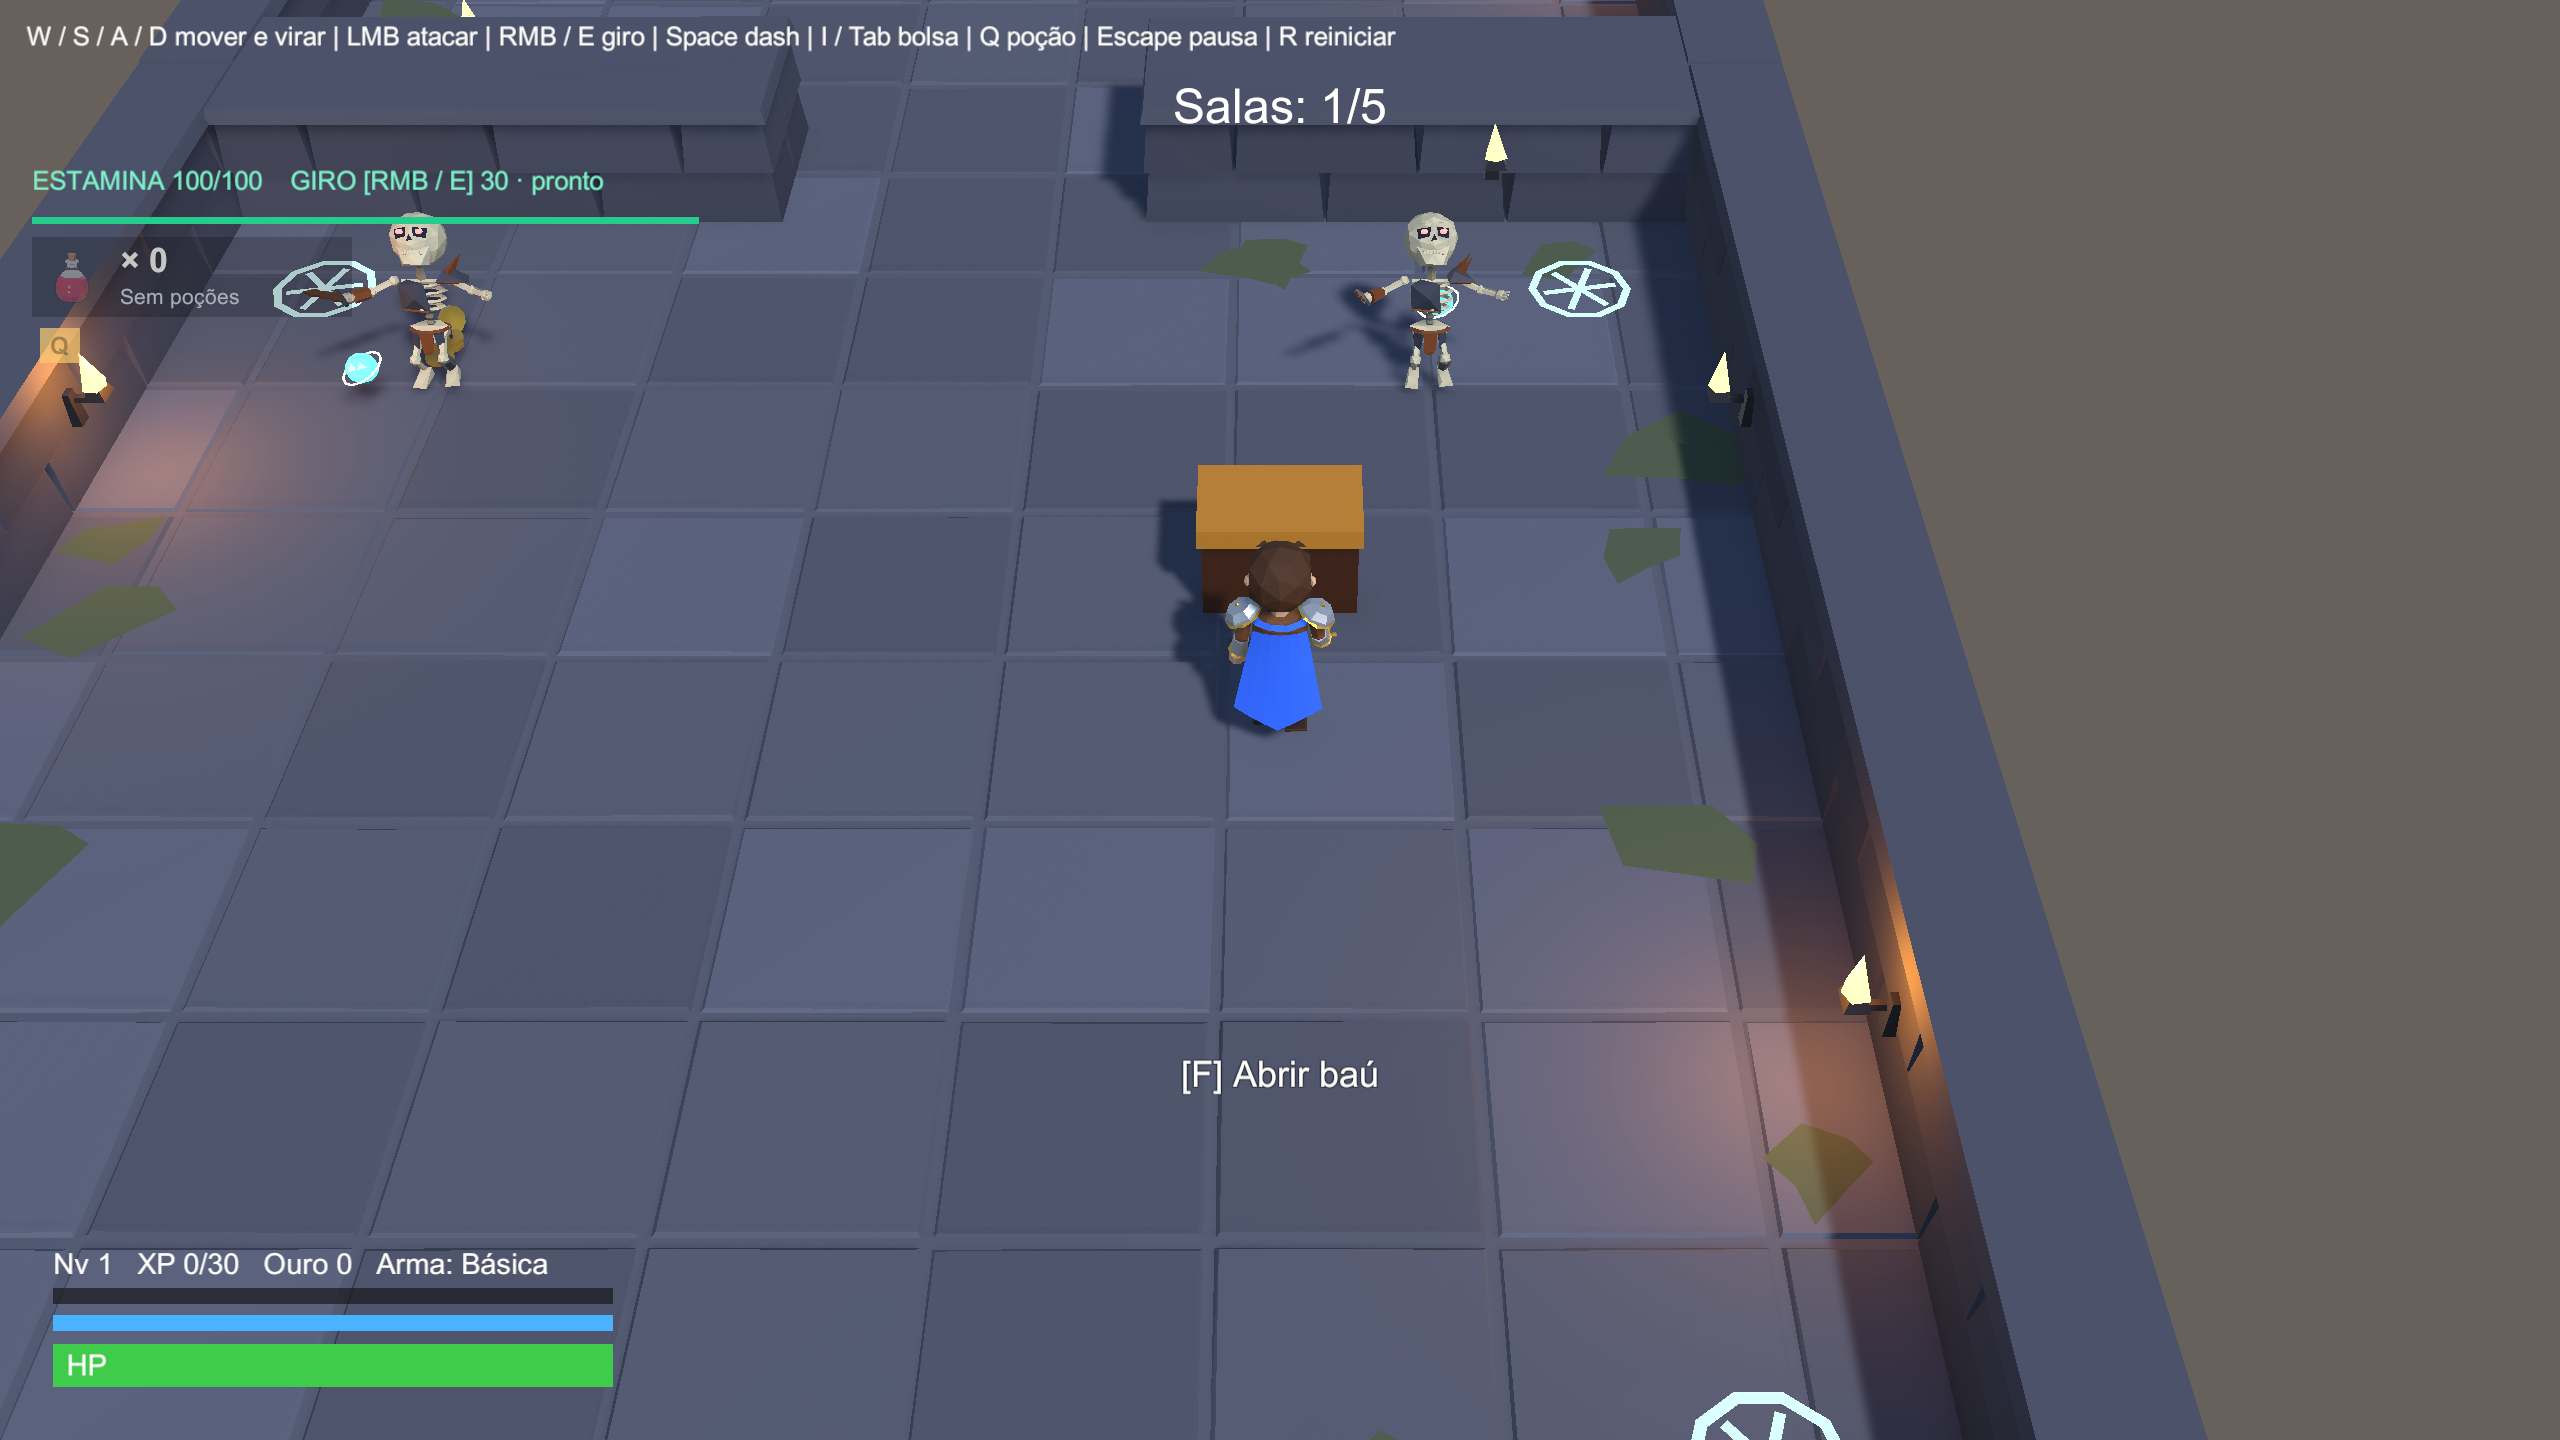 W / S / A / D mover e virar | LMB atacar | RMB / E giro | Space dash | I / Tab bolsa | Q poção | Escape pausa | R reiniciar
Salas: 1/5
ESTAMINA 100/100 GIRO [RMB / E] 30 · pronto
× 0
Sem poções
Q
[F] Abrir baú
Nv 1 XP 0/30 Ouro 0 Arma: Básica
HP